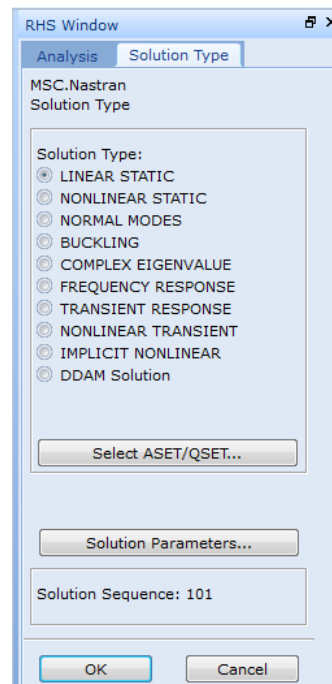 RHS Window
Analysis Solution Type
MSC.Nastran
Solution Type
Solution Type:
LINEAR STATIC
NONLINEAR STATIC
NORMAL MODES
BUCKLING
COMPLEX EIGENVALUE
FREQUENCY RESPONSE
TRANSIENT RESPONSE
NONLINEAR TRANSIENT
IMPLICIT NONLINEAR
DDAM Solution
Select ASET/QSET...
Solution Parameters...
Solution Sequence: 101
OK Cancel